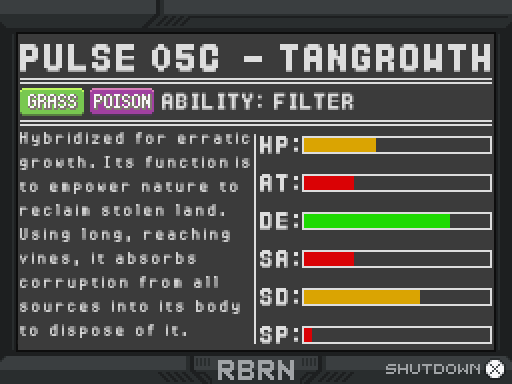 PULSE 05C - TANGROWTH
GRASS POISON ABILITY: FILTER
Hybridized for erratic
growth. Its function is
to empower nature to
reclaim stolen land.
Using long, reaching
vines, it absorbs
corruption from all
sources into its body
to dispose of it.
HP:
AT:
DE:
SA:
SD:
SP:
RBRN
SHUTDOWN